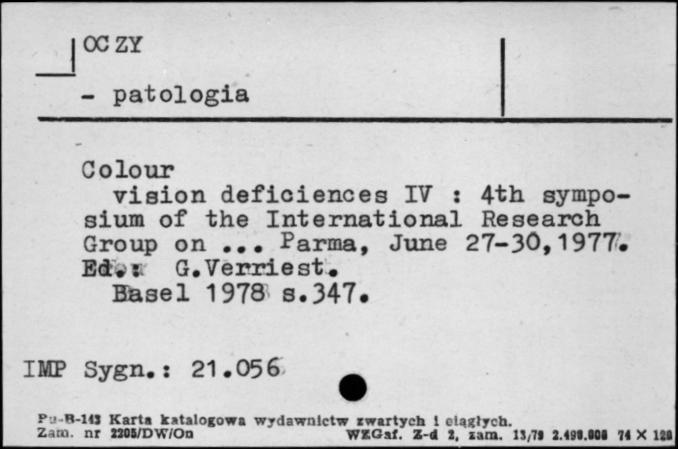 OCZY
- patologia
Colour
vision deficiences IV : 4th sympo-
sium of the International Research
Group on ... Parma, June 27-30,1977.
Ed.: G.Verriest.
Basel 1978 s.347.
IMP Sygn.: 21.056
Pu-B-143 Karta katalogowa wydawnictw zwartych i ciągłych.
Zam. nr 2205/DW/On WZGraf. Z-d 2, zam. 13/79 2.490.000 74 X 120